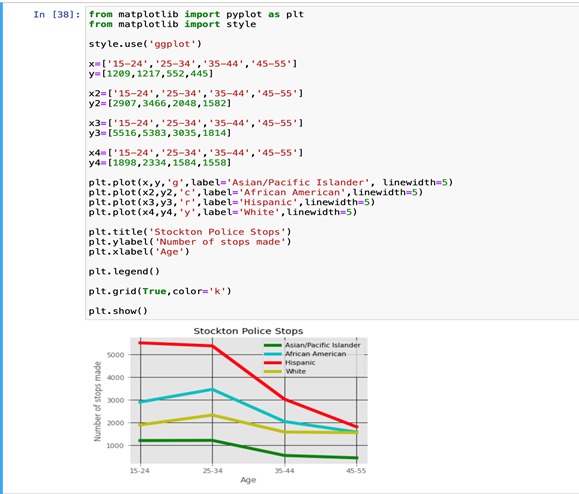 In [38]: from matplotlib import pyplot as plt
from matplotlib import style
style.use('ggplot')
x=['15-24','25-34','35-44','45-55']
y=[1209,1217,552,445]
x2=['15-24','25-34','35-44','45-55']
y2=[2907,3466,2048,1582]
x3=['15-24','25-34','35-44','45-55']
y3=[5516,5383,3035,1814]
x4=['15-24','25-34','35-44','45-55']
y4=[1898,2334,1584,1558]
plt.plot(x,y,'g',label='Asian/Pacific Islander', linewidth=5)
plt.plot(x2,y2,'c',label='African American',linewidth=5)
plt.plot(x3,y3,'r',label='Hispanic',linewidth=5)
plt.plot(x4,y4,'y',label='White',linewidth=5)
plt.title('Stockton Police Stops')
plt.ylabel('Number of stops made')
plt.xlabel('Age')
plt.legend()
plt.grid(True,color='k')
plt.show()
Stockton Police Stops
Asian/Pacific Islander
African American
Hispanic
White
Number of stops made
5000
4000
3000
2000
1000
15-24 25-34 35-44 45-55
Age